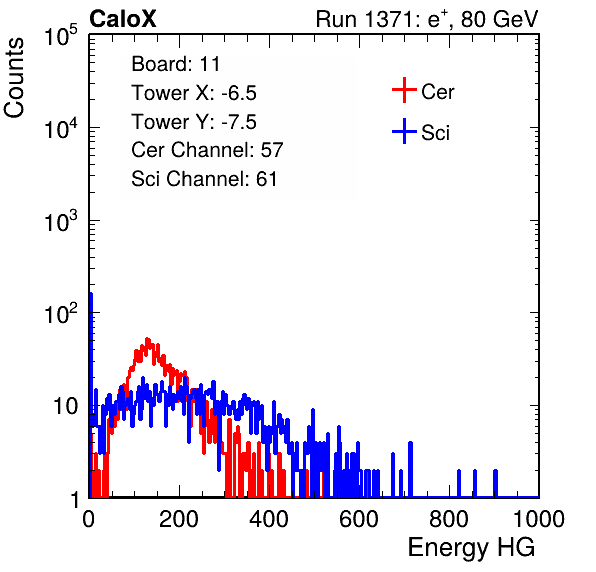 CaloX Run 1371: e⁺, 80 GeV
Counts
Board: 11
Tower X: -6.5
Tower Y: -7.5
Cer Channel: 57
Sci Channel: 61
Cer
Sci
10⁵
10⁴
10³
10²
10
1
0 200 400 600 800 1000
Energy HG